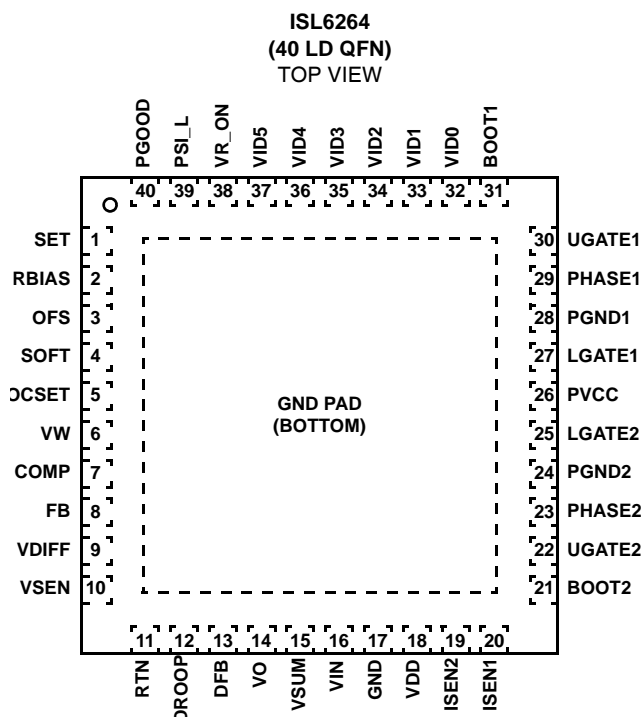 ISL6264
(40 LD QFN)
TOP VIEW
PGOOD PSI_L VR_ON VID5 VID4 VID3 VID2 VID1 VID0 BOOT1
40 39 38 37 36 35 34 33 32 31
SET 1 30 UGATE1
RBIAS 2 29 PHASE1
OFS 3 28 PGND1
SOFT 4 27 LGATE1
OCSET 5 26 PVCC
GND PAD
(BOTTOM)
VW 6 25 LGATE2
COMP 7 24 PGND2
FB 8 23 PHASE2
VDIFF 9 22 UGATE2
VSEN 10 21 BOOT2
11 12 13 14 15 16 17 18 19 20
RTN DROOP DFB VO VSUM VIN GND VDD ISEN2 ISEN1